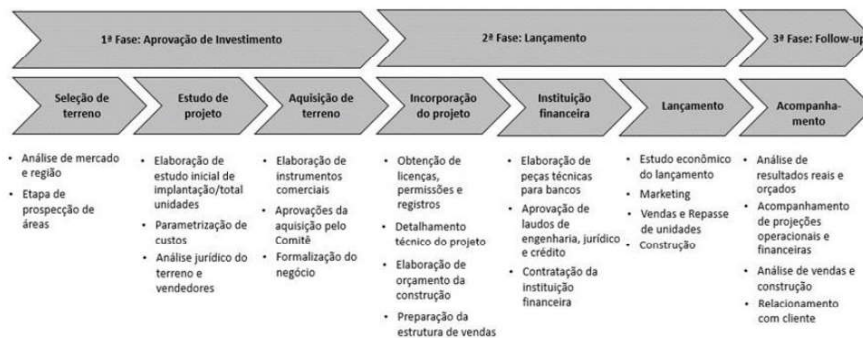 1ª Fase: Aprovação de Investimento
2ª Fase: Lançamento
3ª Fase: Follow-up
Seleção de
terreno
Estudo de
projeto
Aquisição de
terreno
Incorporação
do projeto
Instituição
financeira
Lançamento
Acompanha-
mento
• Análise de mercado
e região
• Etapa de
prospecção de
áreas
• Elaboração de
estudo inicial de
implantação/total
unidades
• Parametrização de
custos
• Análise jurídico do
terreno e
vendedores
• Elaboração de
instrumentos
comerciais
• Aprovações da
aquisição pelo
Comitê
• Formalização do
negócio
• Obtenção de
licenças,
permissões e
registros
• Detalhamento
técnico do projeto
• Elaboração de
orçamento da
construção
• Preparação da
estrutura de vendas
• Elaboração de
peças técnicas
para bancos
• Aprovação de
laudos de
engenharia, jurídico
e crédito
• Contratação da
instituição
financeira
• Estudo econômico
do lançamento
• Marketing
• Vendas e Repasse
de unidades
• Construção
• Análise de
resultados reais e
orçados
• Acompanhamento
de projeções
operacionais e
financeiras
• Análise de vendas e
construção
• Relacionamento
com cliente